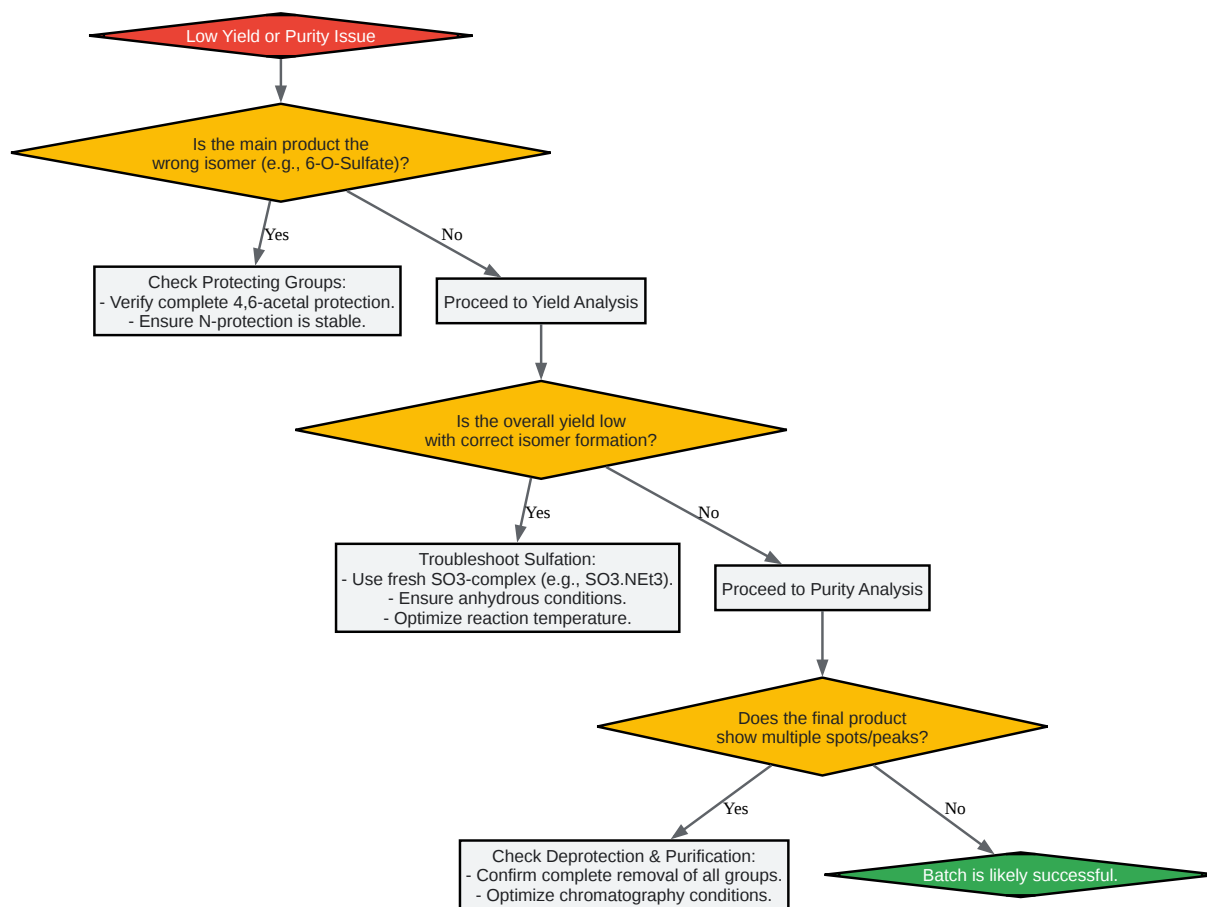 Low Yield or Purity Issue
Is the main product the
wrong isomer (e.g., 6-O-Sulfate)?
Yes
No
Check Protecting Groups:
- Verify complete 4,6-acetal protection.
- Ensure N-protection is stable.
Proceed to Yield Analysis
Is the overall yield low
with correct isomer formation?
Yes
No
Troubleshoot Sulfation:
- Use fresh SO3-complex (e.g., SO3.NEt3).
- Ensure anhydrous conditions.
- Optimize reaction temperature.
Proceed to Purity Analysis
Does the final product
show multiple spots/peaks?
Yes
No
Check Deprotection & Purification:
- Confirm complete removal of all groups.
- Optimize chromatography conditions.
Batch is likely successful.